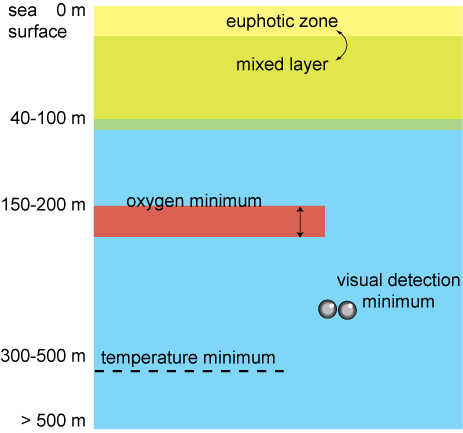 sea 0 m
surface
euphotic zone
mixed layer
40-100 m
150-200 m
oxygen minimum
visual detection
minimum
300-500 m
temperature minimum
> 500 m